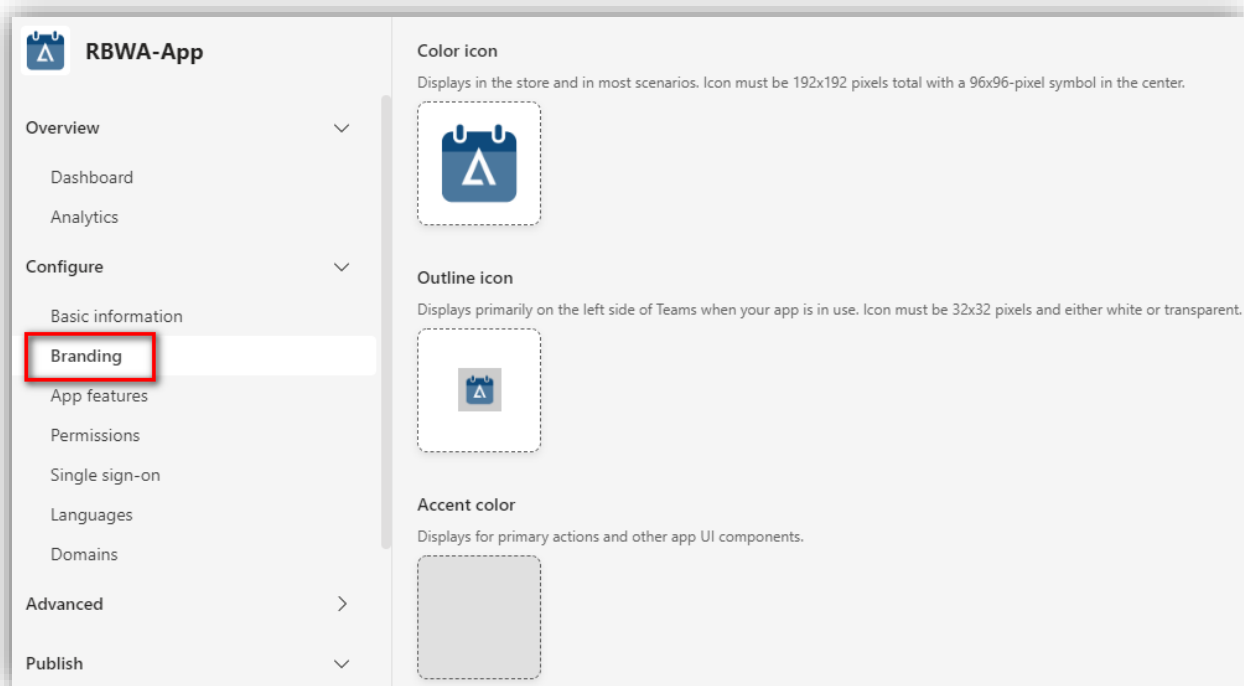 RBWA-App
Overview
Dashboard
Analytics
Configure
Basic information
Branding
App features
Permissions
Single sign-on
Languages
Domains
Advanced
Publish
Color icon
Displays in the store and in most scenarios. Icon must be 192x192 pixels total with a 96x96-pixel symbol in the center.
Outline icon
Displays primarily on the left side of Teams when your app is in use. Icon must be 32x32 pixels and either white or transparent.
Accent color
Displays for primary actions and other app UI components.